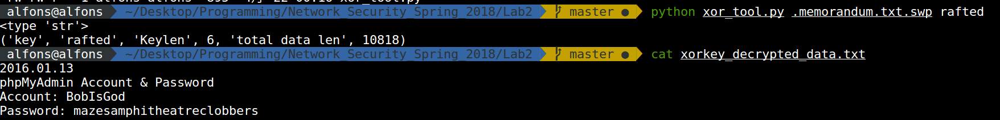 alfons@alfons ~/Desktop/Programming/Network_Security_Spring_2018/Lab2 master ● python xor_tool.py .memorandum.txt.swp rafted
<type 'str'>
('key', 'rafted', 'Keylen', 6, 'total data len', 10818)
alfons@alfons ~/Desktop/Programming/Network_Security_Spring_2018/Lab2 master ● cat xorkey_decrypted_data.txt
2016.01.13
phpMyAdmin Account & Password
Account: BobIsGod
Password: mazesamphitheatreclobbers